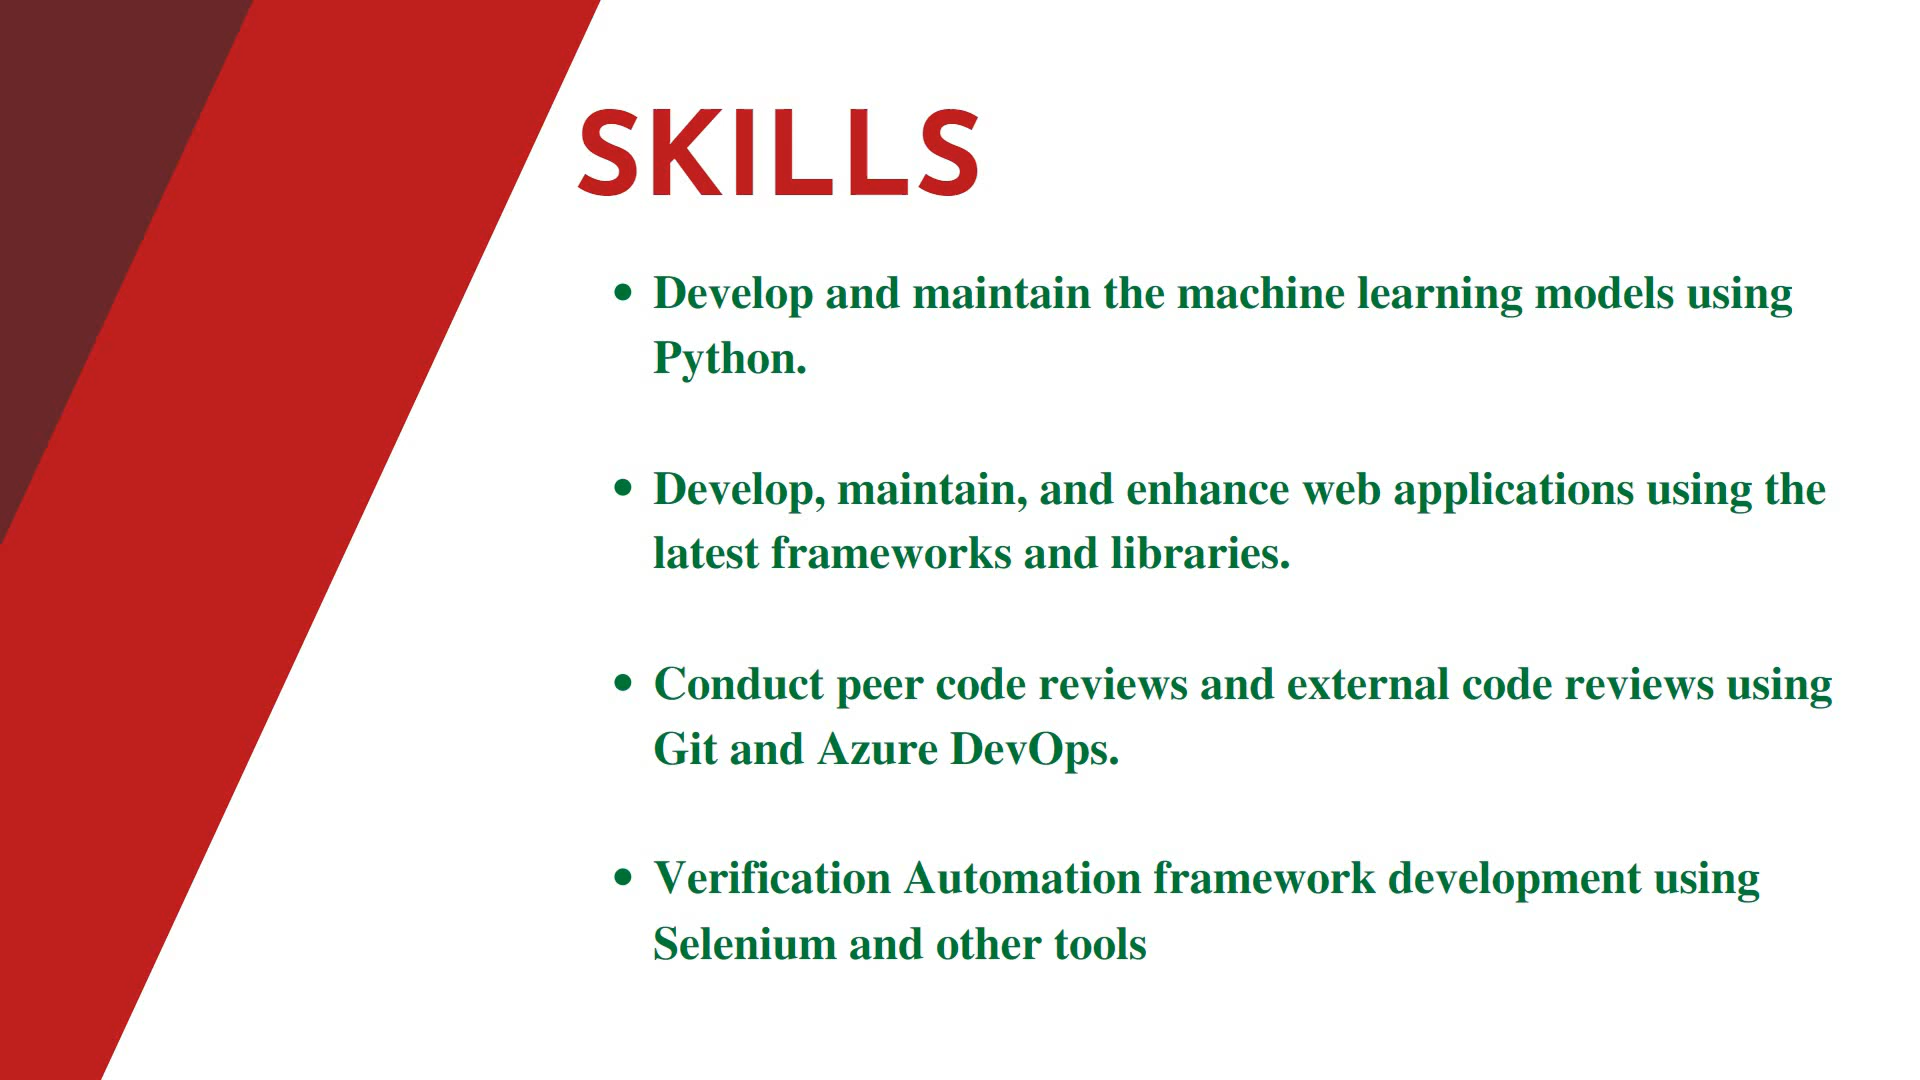 SKILLS
• Develop and maintain the machine learning models using
Python.
• Develop, maintain, and enhance web applications using the
latest frameworks and libraries.
• Conduct peer code reviews and external code reviews using
Git and Azure DevOps.
• Verification Automation framework development using
Selenium and other tools